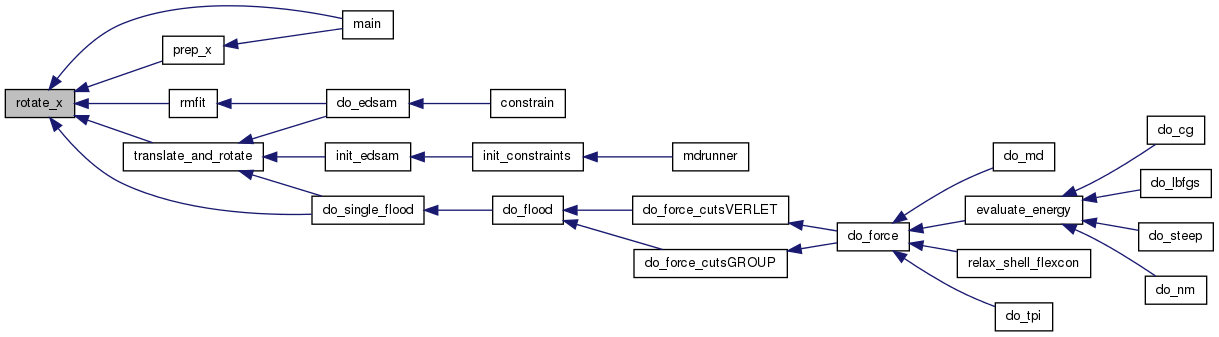 main
prep_x
rotate_x
rmfit
do_edsam
constrain
translate_and_rotate
init_edsam
init_constraints
mdrunner
do_single_flood
do_flood
do_force_cutsVERLET
do_force_cutsGROUP
do_force
do_md
evaluate_energy
relax_shell_flexcon
do_tpi
do_cg
do_lbfgs
do_steep
do_nm